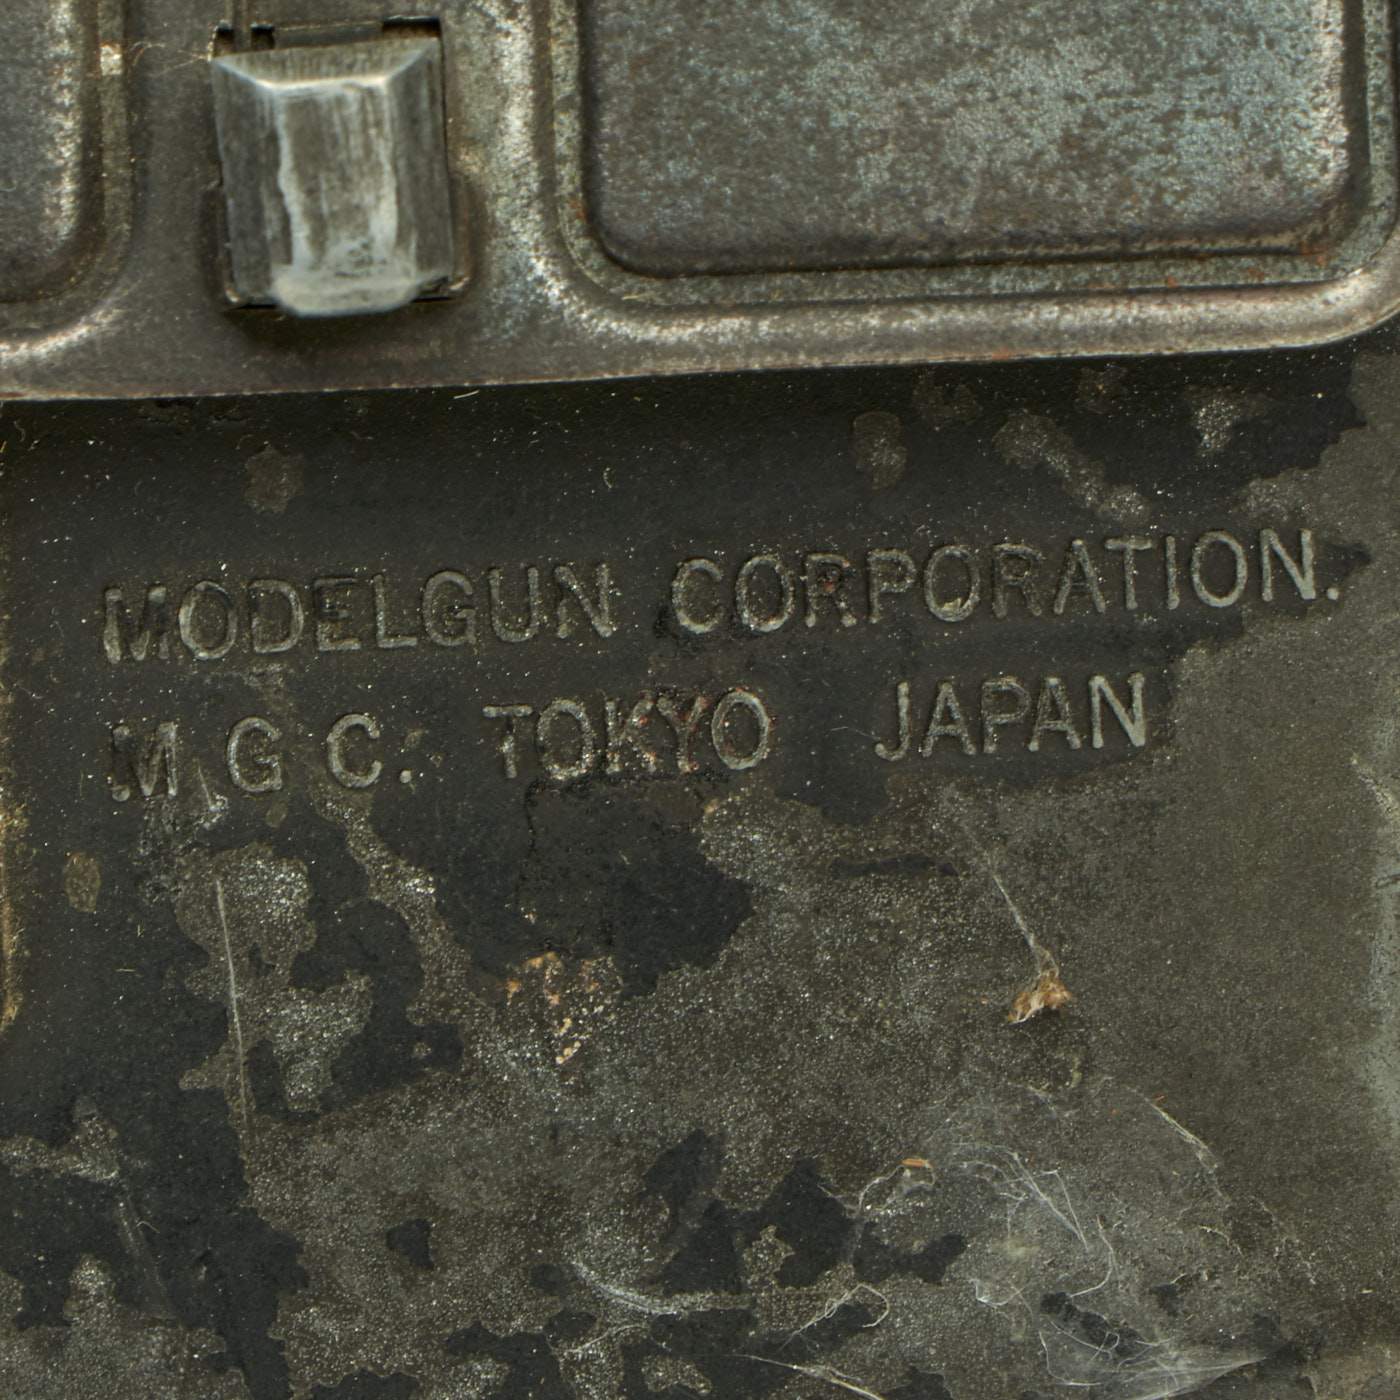 MODELGUN CORPORATION.
M G C. TOKYO JAPAN